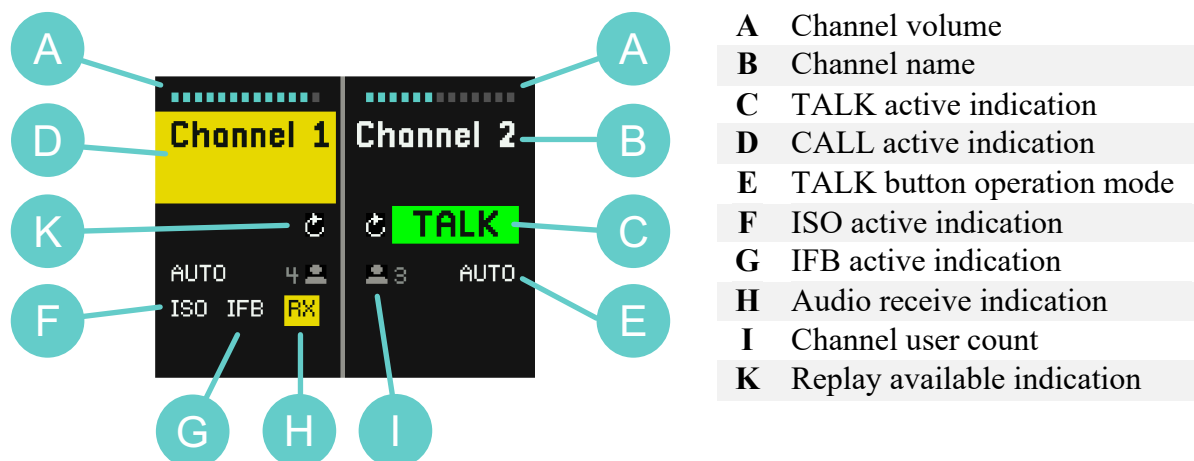 A A
D B
K C
F E
G H I
Channel 1 Channel 2
TALK
AUTO 4 3 AUTO
ISO IFB RX
A Channel volume
B Channel name
C TALK active indication
D CALL active indication
E TALK button operation mode
F ISO active indication
G IFB active indication
H Audio receive indication
I Channel user count
K Replay available indication